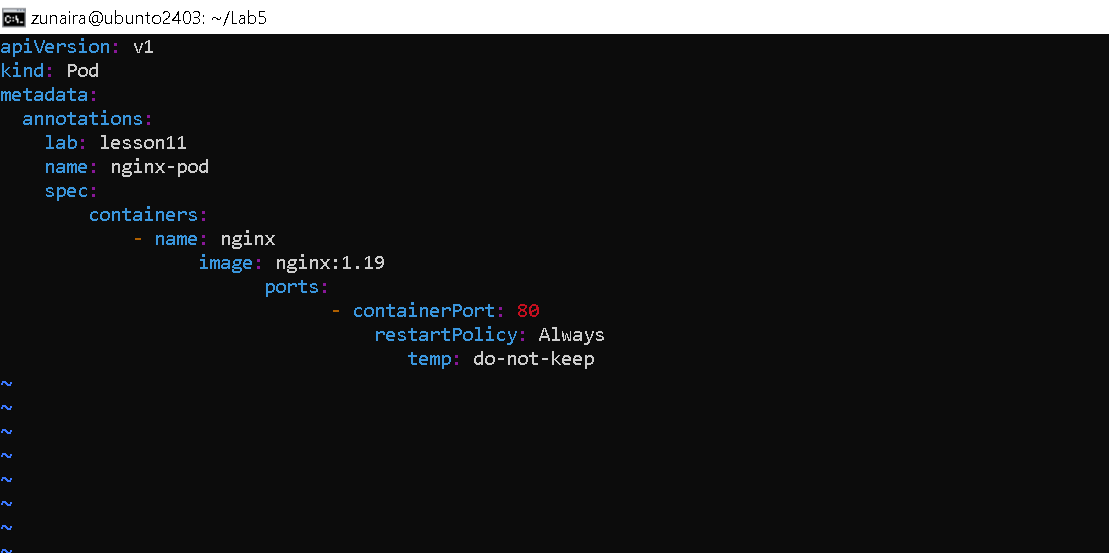 zunaira@ubunto2403: ~/Lab5
apiVersion: v1
kind: Pod
metadata:
  annotations:
    lab: lesson11
    name: nginx-pod
    spec:
        containers:
            - name: nginx
                  image: nginx:1.19
                        ports:
                              - containerPort: 80
                                  restartPolicy: Always
                                     temp: do-not-keep
~
~
~
~
~
~
~
~